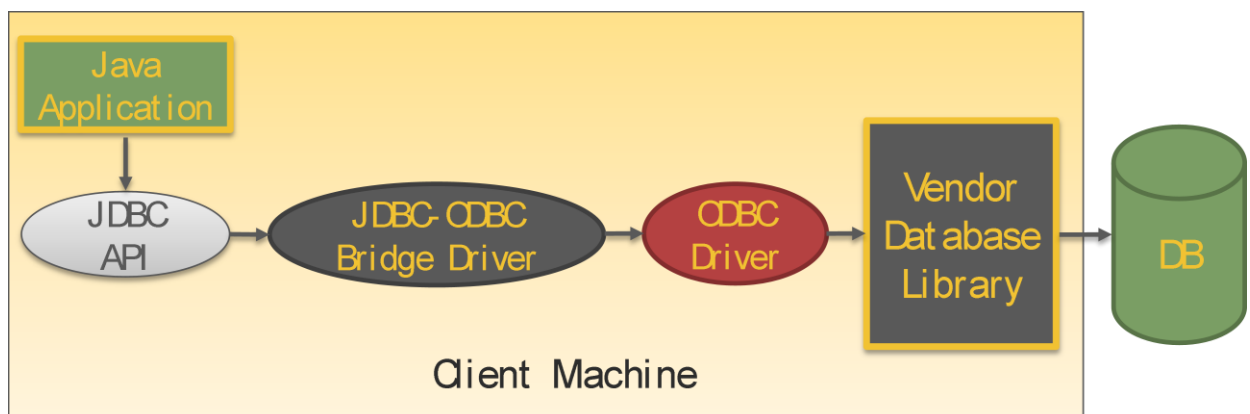 Java
Application
JDBC
API
JDBC-ODBC
Bridge Driver
ODBC
Driver
Vendor
Database
Library
DB
Client Machine